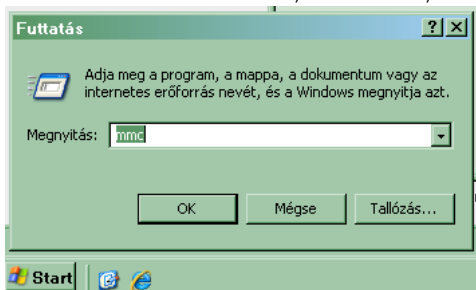 Futtatás
Adja meg a program, a mappa, a dokumentum vagy az
internetes erőforrás nevét, és a Windows megnyitja azt.
Megnyitás: mmc
OK Mégse Tallózás...
Start